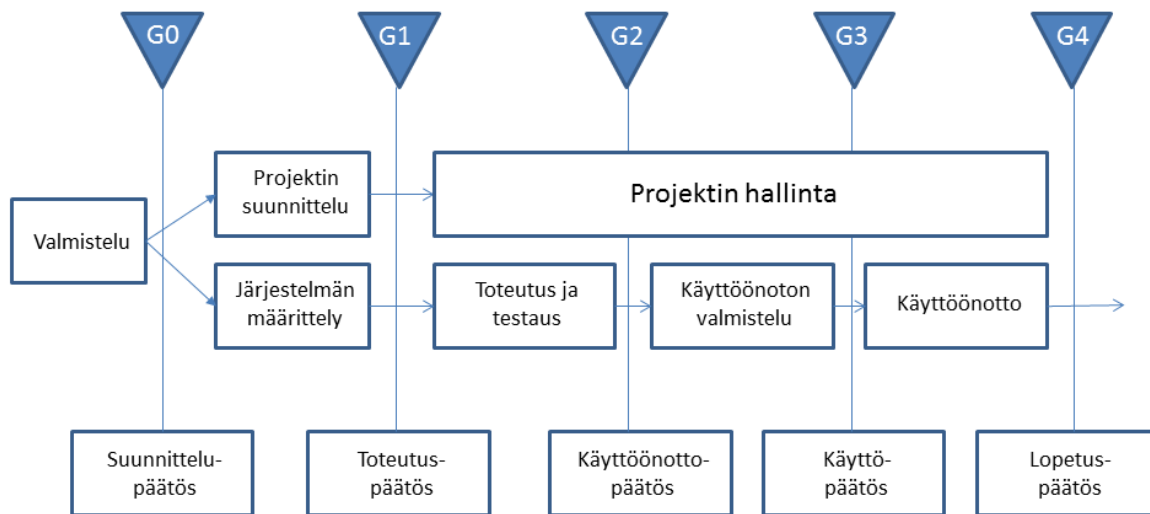 G0
G1
G2
G3
G4
Valmistelu
Projektin
suunnittelu
Projektin hallinta
Järjestelmän
määrittely
Toteutus ja
testaus
Käyttöönoton
valmistelu
Käyttöönotto
Suunnittelu-
päätös
Toteutus-
päätös
Käyttöönotto-
päätös
Käyttö-
päätös
Lopetus-
päätös